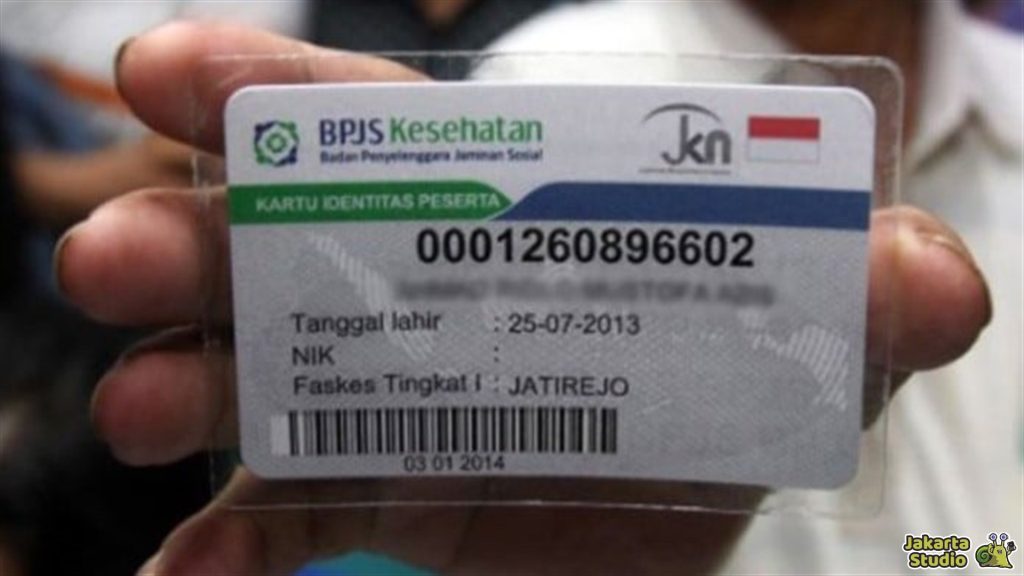 BPJS Kesehatan
Badan Penyelenggara Jaminan Sosial
jkn
KARTU IDENTITAS PESERTA
0001260896602
Tanggal lahir : 25-07-2013
NIK :
Faskes Tingkat I : JATIREJO
03 01 2014
Jakarta
Studio